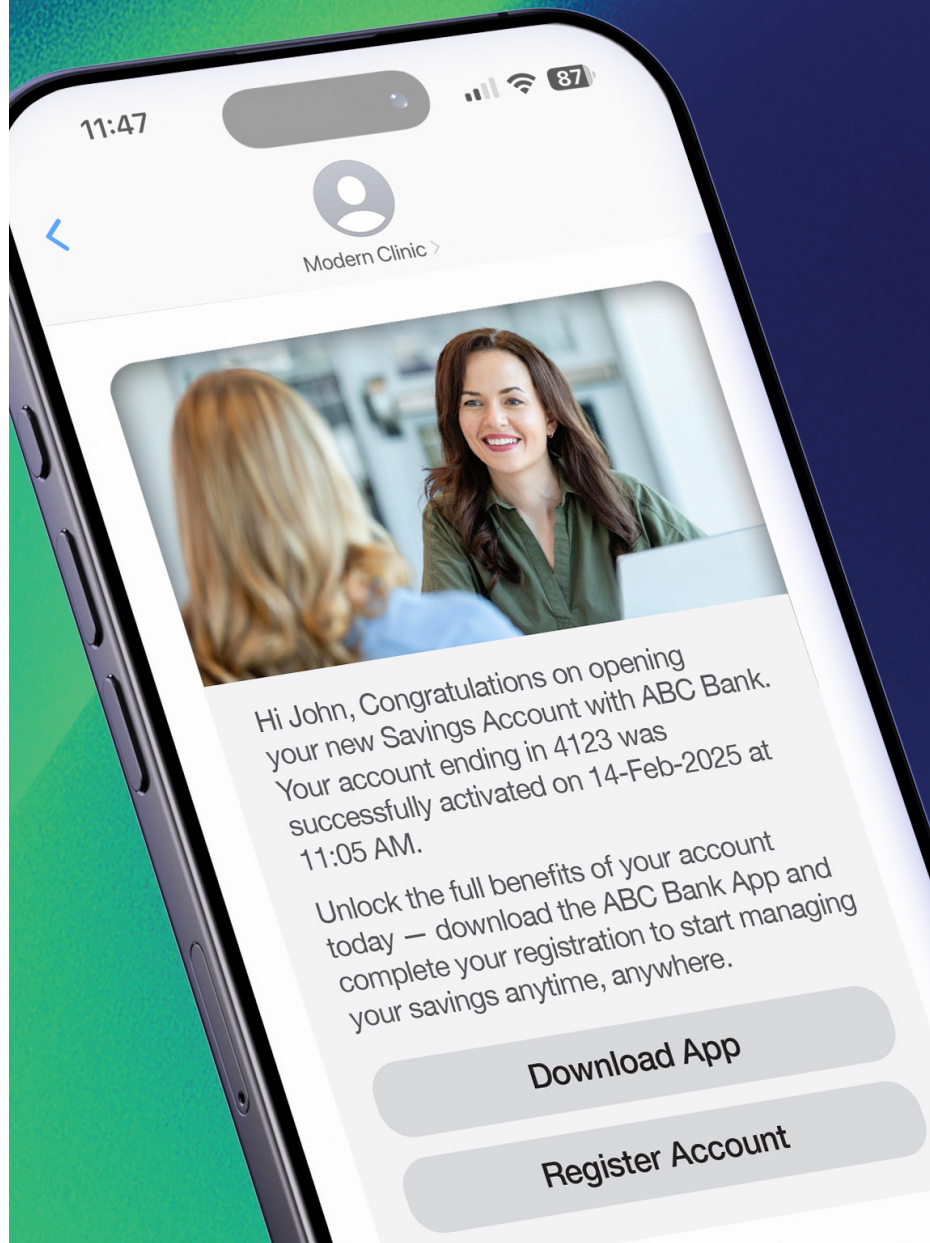 11:47
87
Modern Clinic
Hi John, Congratulations on opening
your new Savings Account with ABC Bank.
Your account ending in 4123 was
successfully activated on 14-Feb-2025 at
11:05 AM.
Unlock the full benefits of your account
today — download the ABC Bank App and
complete your registration to start managing
your savings anytime, anywhere.
Download App
Register Account